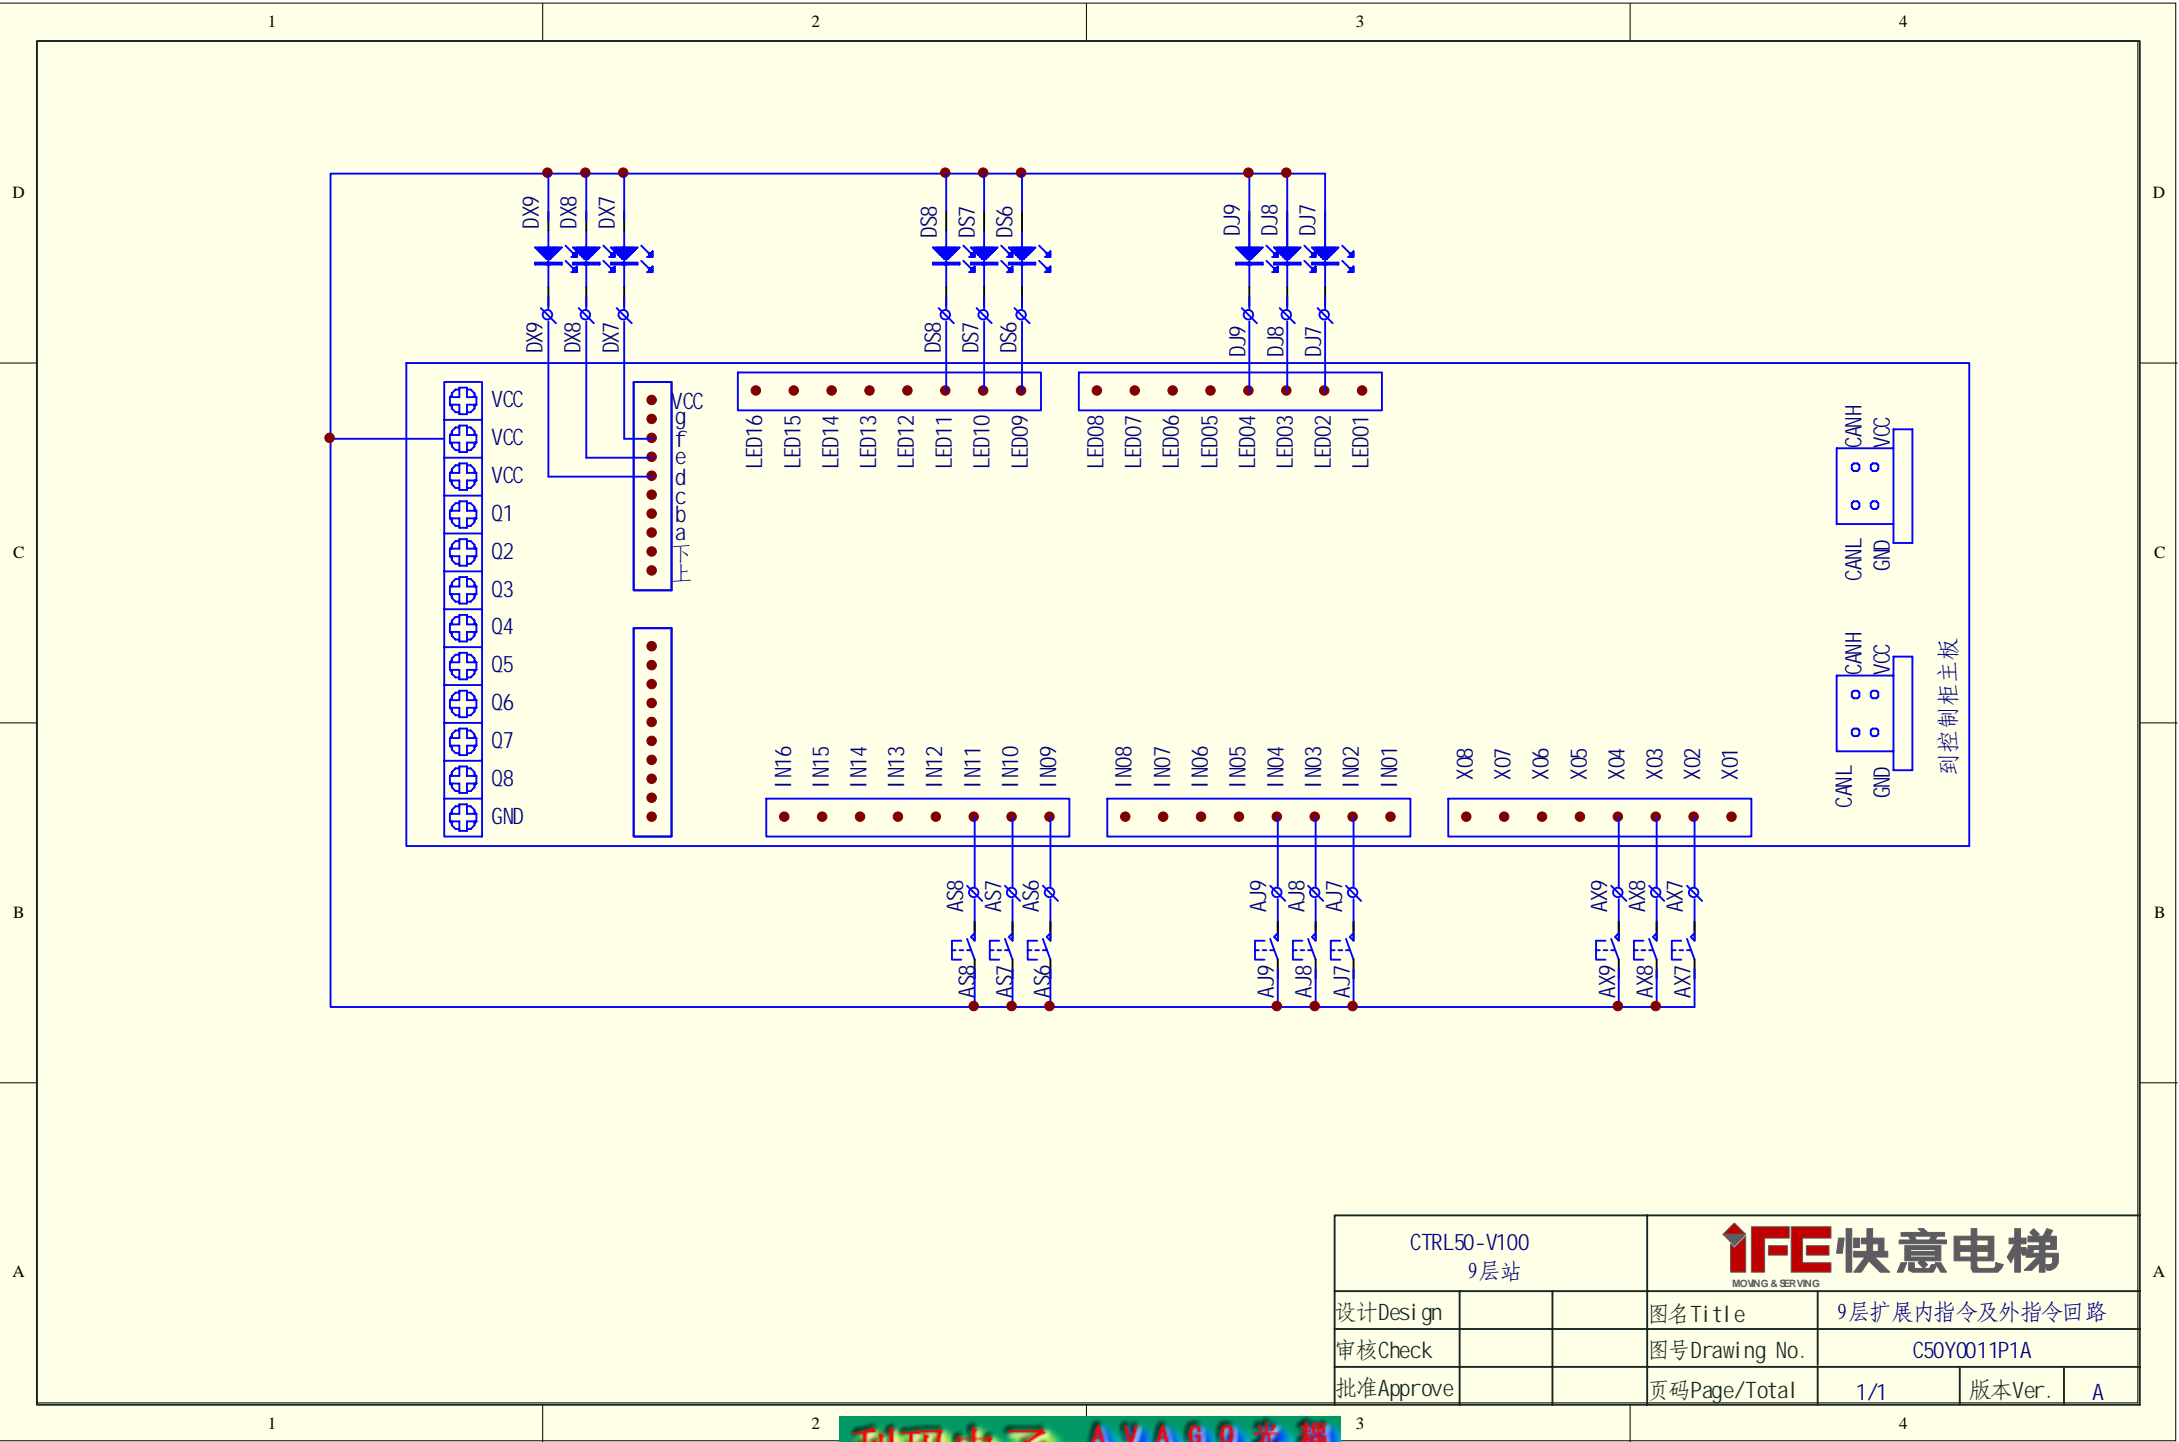 1 2 3 4
D D
DX9 DX8 DX7 DS8 DS7 DS6 DJ9 DJ8 DJ7
DX9 DX8 DX7 DS8 DS7 DS6 DJ9 DJ8 DJ7
C C
VCC
VCC
VCC
Q1
Q2
Q3
Q4
Q5
Q6
Q7
Q8
GND
VCC
g
f
e
d
c
b
a
下
上
LED16 LED15 LED14 LED13 LED12 LED11 LED10 LED09
LED08 LED07 LED06 LED05 LED04 LED03 LED02 LED01
CANH VCC
CANL GND
CANH VCC
CANL GND
到控制柜主板
IN16 IN15 IN14 IN13 IN12 IN11 IN10 IN09
IN08 IN07 IN06 IN05 IN04 IN03 IN02 IN01
X08 X07 X06 X05 X04 X03 X02 X01
B B
AS8 AS7 AS6 AJ9 AJ8 AJ7 AX9 AX8 AX7
AS8 AS7 AS6 AJ9 AJ8 AJ7 AX9 AX8 AX7
A A
CTRL50-V100
9层站
IFE快意电梯
MOVING & SERVING
设计Design
图名Title 9层扩展内指令及外指令回路
审核Check
图号Drawing No. C50Y0011P1A
批准Approve
页码Page/Total 1/1 版本Ver. A
1 2 3 4
AVAGO光耦